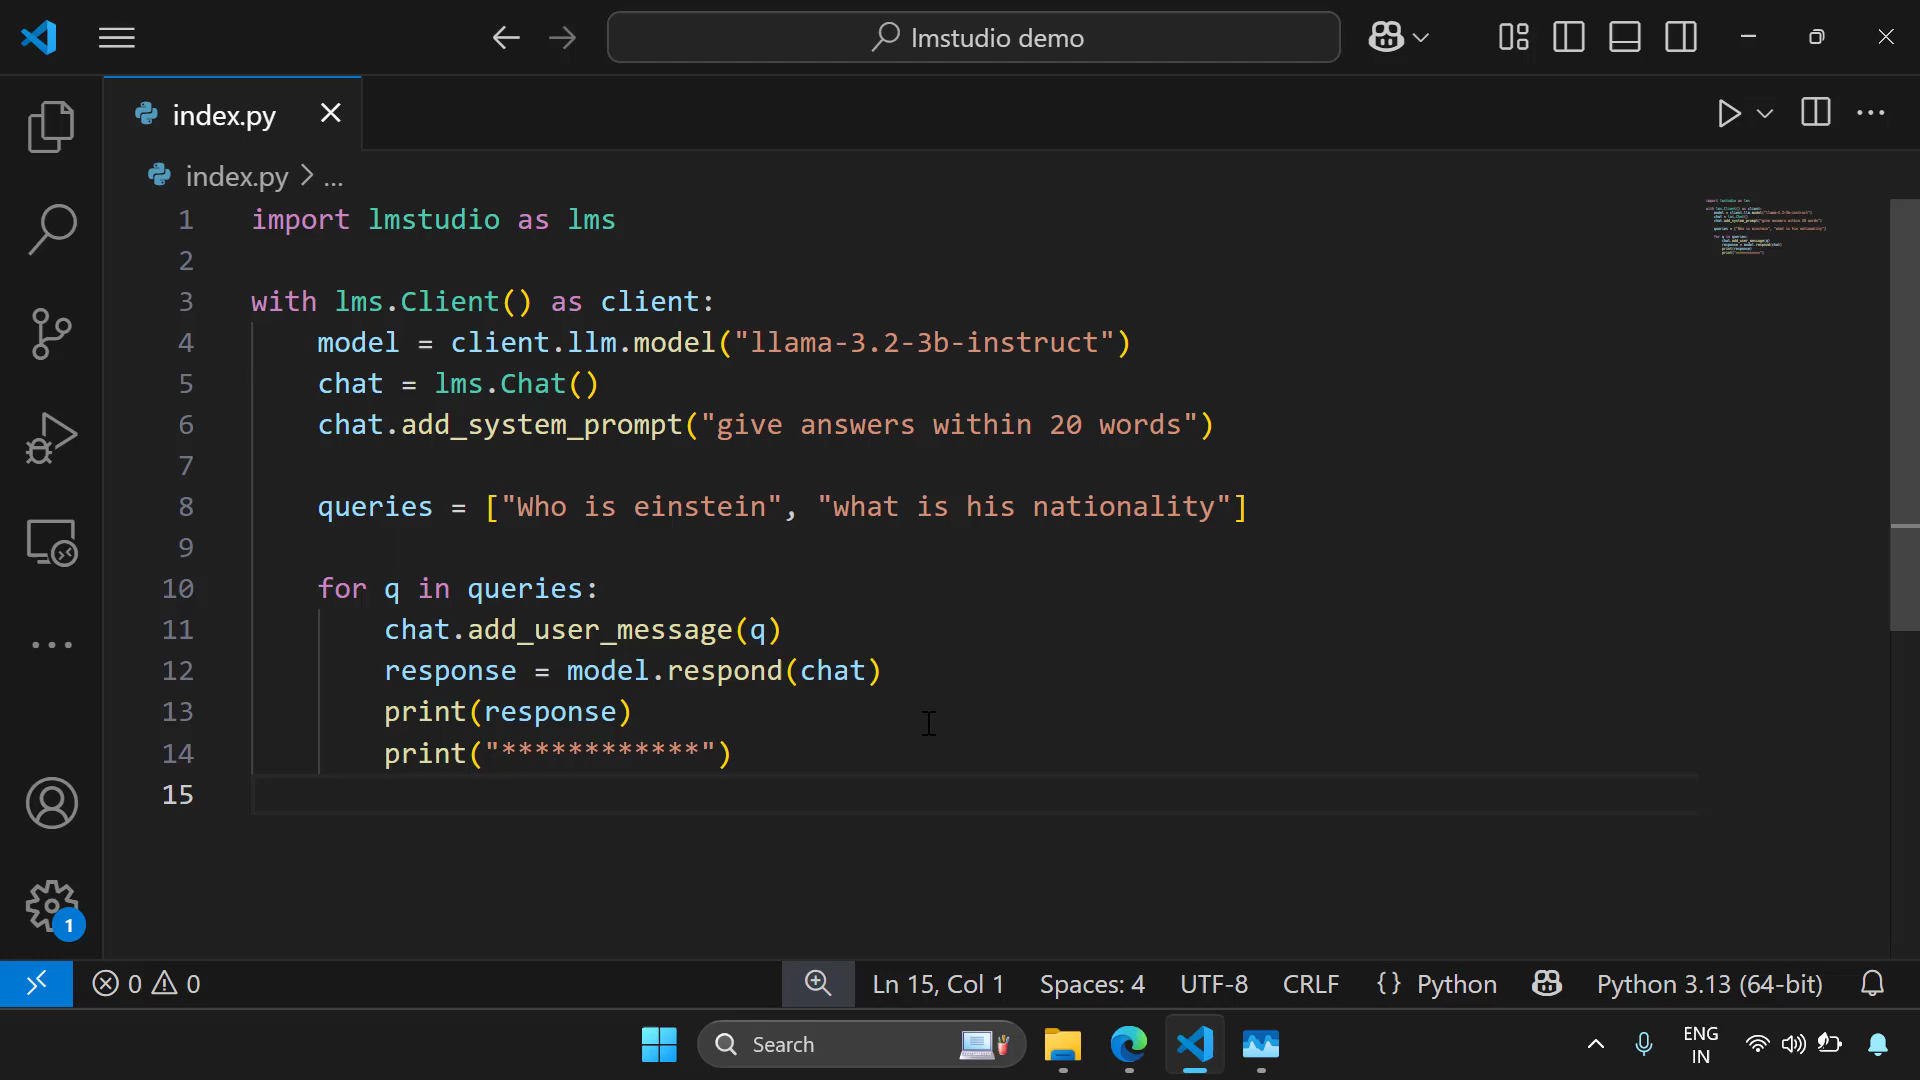 lmstudio demo
index.py
index.py > ...
1 import lmstudio as lms
2
3 with lms.Client() as client:
4     model = client.llm.model("llama-3.2-3b-instruct")
5     chat = lms.Chat()
6     chat.add_system_prompt("give answers within 20 words")
7
8     queries = ["Who is einstein", "what is his nationality"]
9
10     for q in queries:
11         chat.add_user_message(q)
12         response = model.respond(chat)
13         print(response)
14         print("************")
15
1
0 0
Ln 15, Col 1
Spaces: 4
UTF-8
CRLF
{} Python
Python 3.13 (64-bit)
Search
ENG
IN